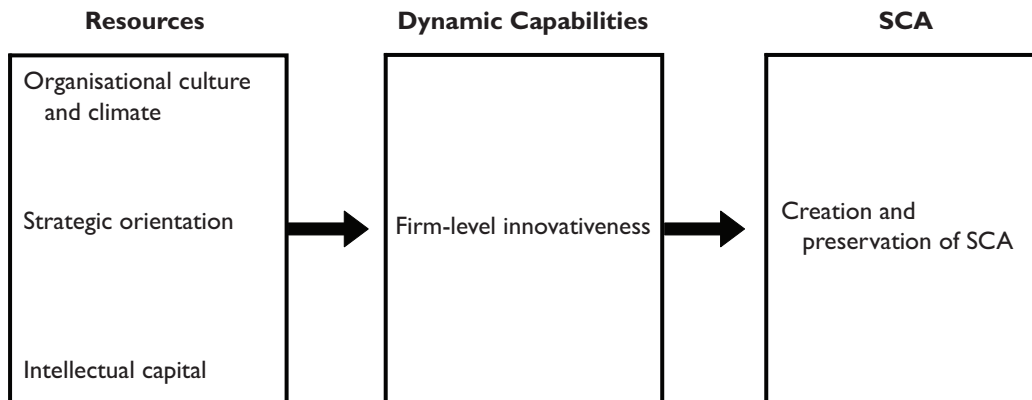 Resources
Organisational culture
and climate
Strategic orientation
Intellectual capital
Dynamic Capabilities
Firm-level innovativeness
SCA
Creation and
preservation of SCA